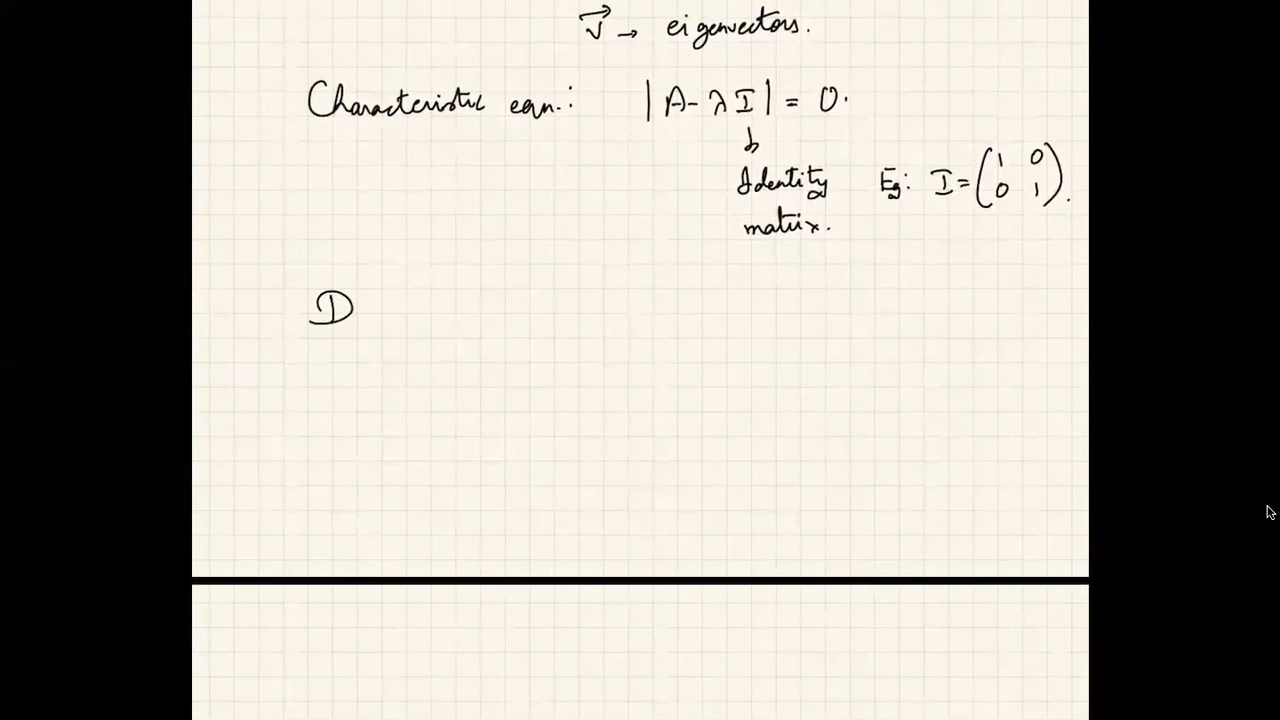 v⃗ → eigenvectors.
Characteristic eqn.: |A - λI| = 0.
↳
Identity matrix. Eg: I = (1 0
0 1).
D